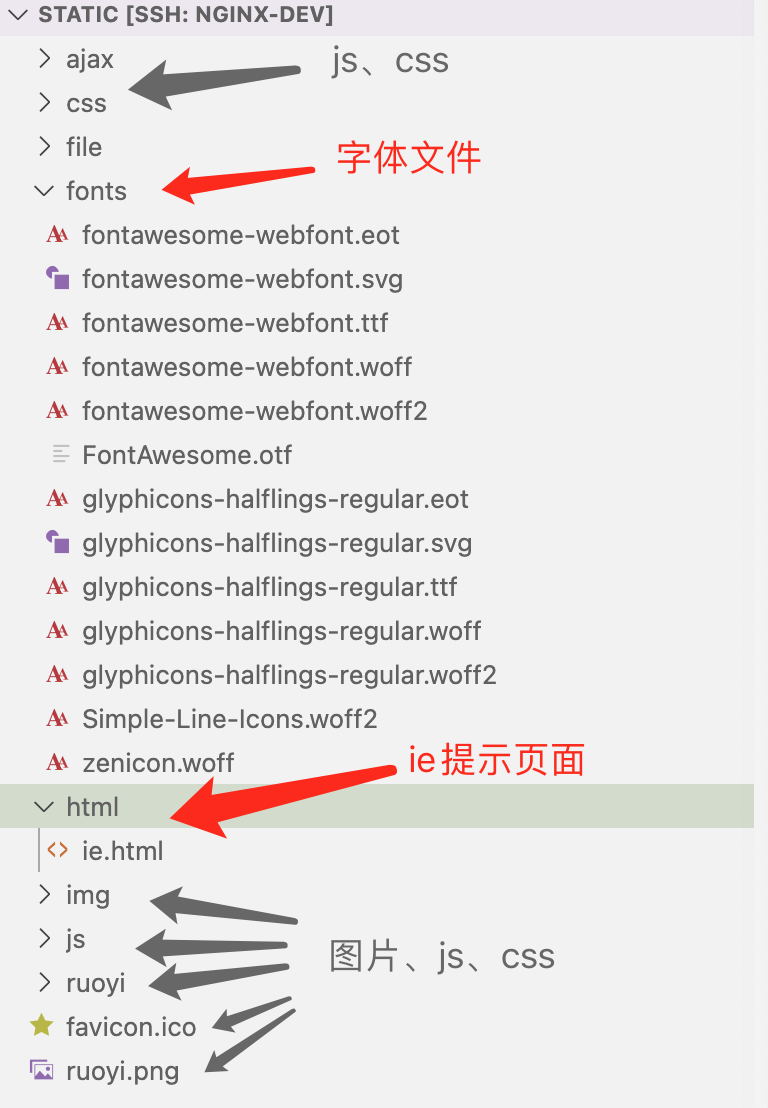 STATIC [SSH: NGINX-DEV]
ajax
js、css
css
file
字体文件
fonts
fontawesome-webfont.eot
fontawesome-webfont.svg
fontawesome-webfont.ttf
fontawesome-webfont.woff
fontawesome-webfont.woff2
FontAwesome.otf
glyphicons-halflings-regular.eot
glyphicons-halflings-regular.svg
glyphicons-halflings-regular.ttf
glyphicons-halflings-regular.woff
glyphicons-halflings-regular.woff2
Simple-Line-Icons.woff2
zenicon.woff
ie提示页面
html
ie.html
img
js
图片、js、css
ruoyi
favicon.ico
ruoyi.png